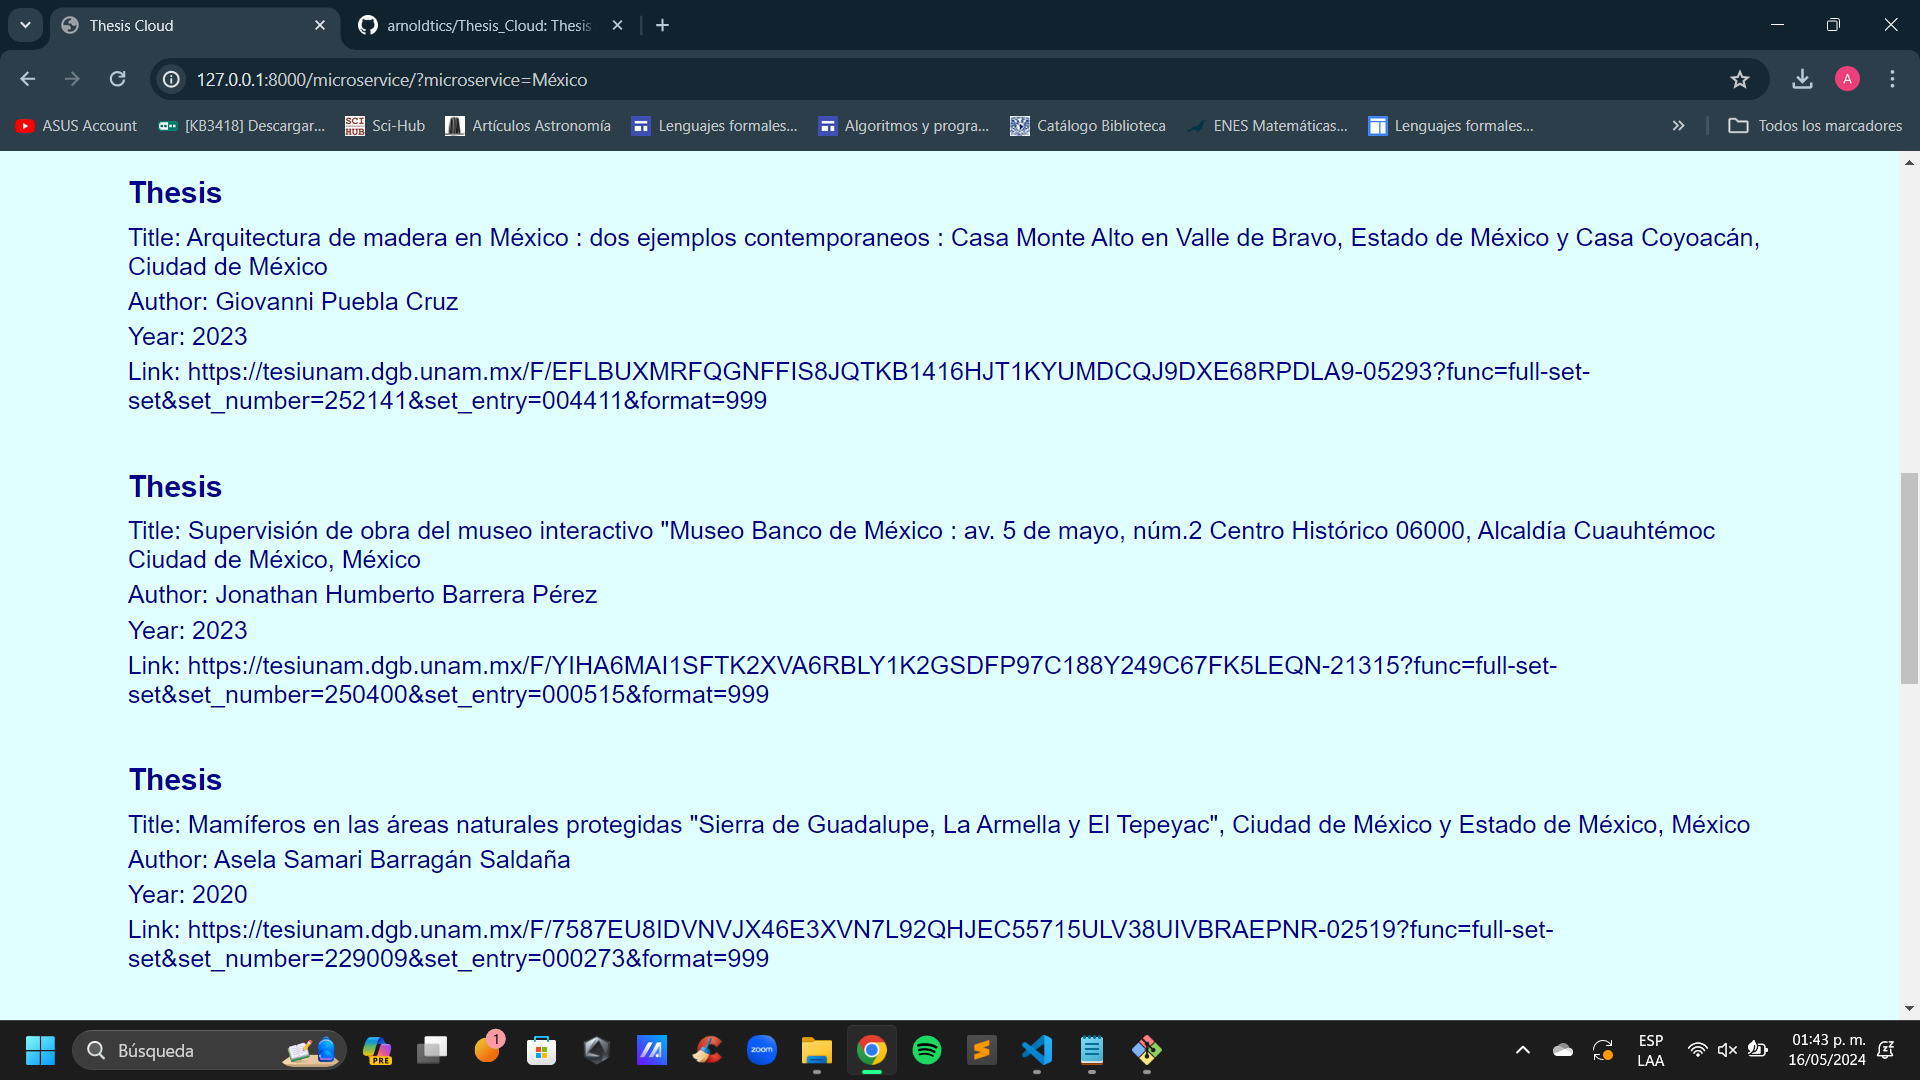 Thesis Cloud
arnoldtics/Thesis_Cloud: Thesis
127.0.0.1:8000/microservice/?microservice=México
A
ASUS Account
[KB3418] Descargar...
SCI HUB
Sci-Hub
Artículos Astronomía
Lenguajes formales...
Algoritmos y progra...
Catálogo Biblioteca
ENES Matemáticas...
Lenguajes formales...
Todos los marcadores
Thesis
Title: Arquitectura de madera en México : dos ejemplos contemporaneos : Casa Monte Alto en Valle de Bravo, Estado de México y Casa Coyoacán,
Ciudad de México
Author: Giovanni Puebla Cruz
Year: 2023
Link: https://tesiunam.dgb.unam.mx/F/EFLBUXMRFQGNFFIS8JQTKB1416HJT1KYUMDCQJ9DXE68RPDLA9-05293?func=full-set-
set&set_number=252141&set_entry=004411&format=999
Thesis
Title: Supervisión de obra del museo interactivo "Museo Banco de México : av. 5 de mayo, núm.2 Centro Histórico 06000, Alcaldía Cuauhtémoc
Ciudad de México, México
Author: Jonathan Humberto Barrera Pérez
Year: 2023
Link: https://tesiunam.dgb.unam.mx/F/YIHA6MAI1SFTK2XVA6RBLY1K2GSDFP97C188Y249C67FK5LEQN-21315?func=full-set-
set&set_number=250400&set_entry=000515&format=999
Thesis
Title: Mamíferos en las áreas naturales protegidas "Sierra de Guadalupe, La Armella y El Tepeyac", Ciudad de México y Estado de México, México
Author: Asela Samari Barragán Saldaña
Year: 2020
Link: https://tesiunam.dgb.unam.mx/F/7587EU8IDVNVJX46E3XVN7L92QHJEC55715ULV38UIVBRAEPNR-02519?func=full-set-
set&set_number=229009&set_entry=000273&format=999
Búsqueda
PRE
1
zoom
ESP
LAA
01:43 p. m.
16/05/2024